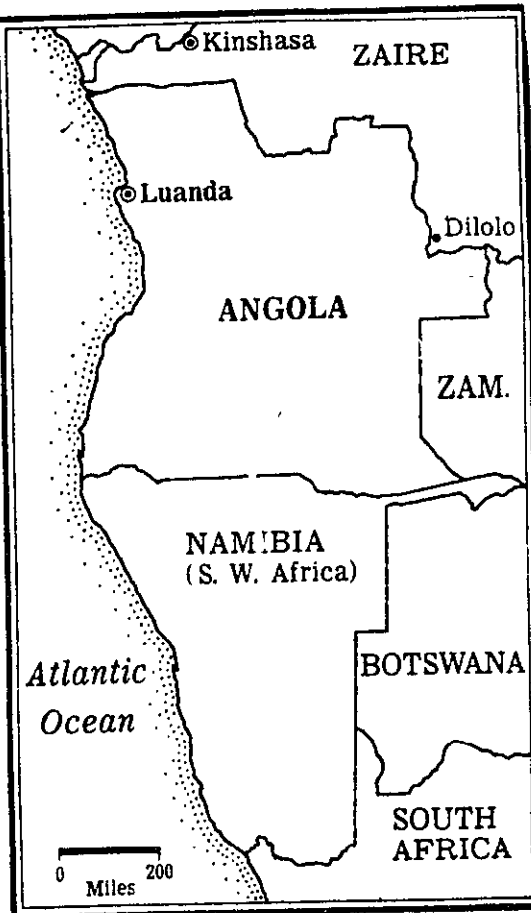 Kinshasa
ZAIRE
Luanda
Dilolo
ANGOLA
ZAM.
NAMIBIA
(S. W. Africa)
BOTSWANA
Atlantic
Ocean
SOUTH
AFRICA
0 200
Miles